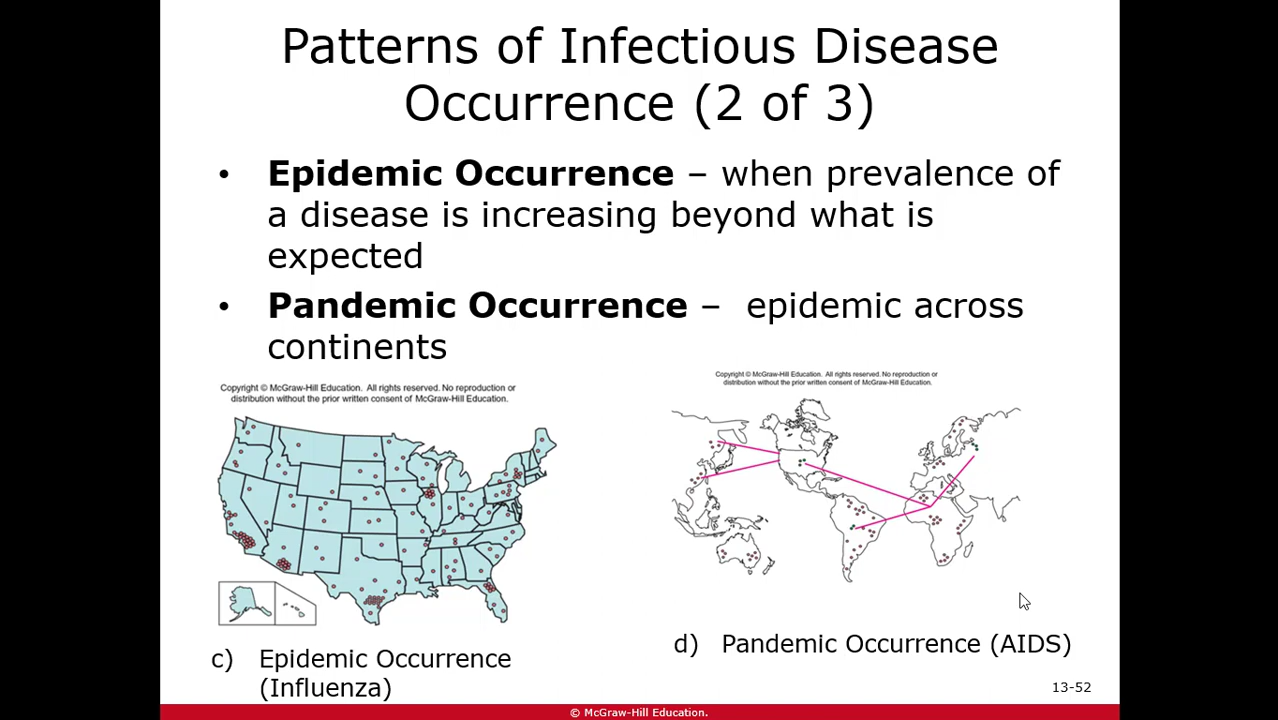 Patterns of Infectious Disease
Occurrence (2 of 3)
• Epidemic Occurrence – when prevalence of
a disease is increasing beyond what is
expected
• Pandemic Occurrence – epidemic across
continents
Copyright © McGraw-Hill Education. All rights reserved. No reproduction or
distribution without the prior written consent of McGraw-Hill Education.
Copyright © McGraw-Hill Education. All rights reserved. No reproduction or
distribution without the prior written consent of McGraw-Hill Education.
c) Epidemic Occurrence
(Influenza)
d) Pandemic Occurrence (AIDS)
13-52
© McGraw-Hill Education.